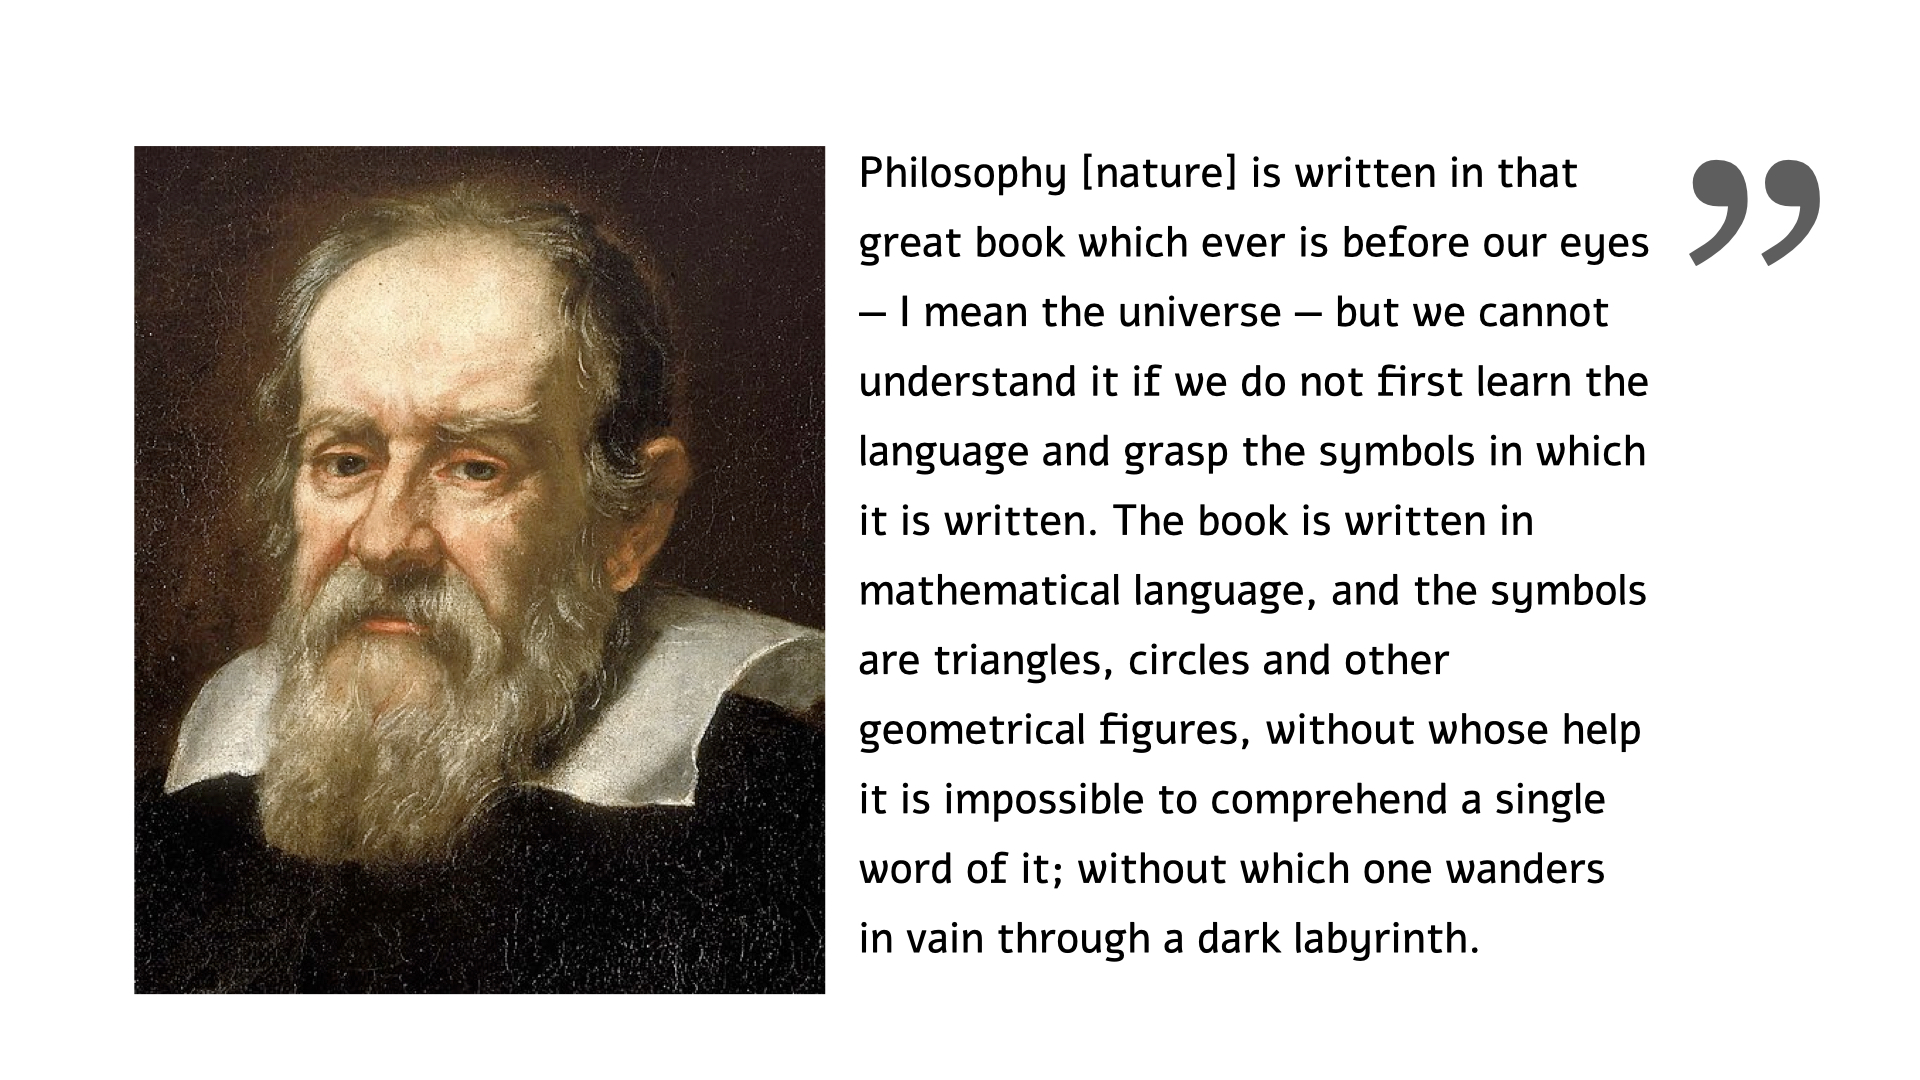 Philosophy [nature] is written in that
great book which ever is before our eyes
– I mean the universe – but we cannot
understand it if we do not first learn the
language and grasp the symbols in which
it is written. The book is written in
mathematical language, and the symbols
are triangles, circles and other
geometrical figures, without whose help
it is impossible to comprehend a single
word of it; without which one wanders
in vain through a dark labyrinth.
”